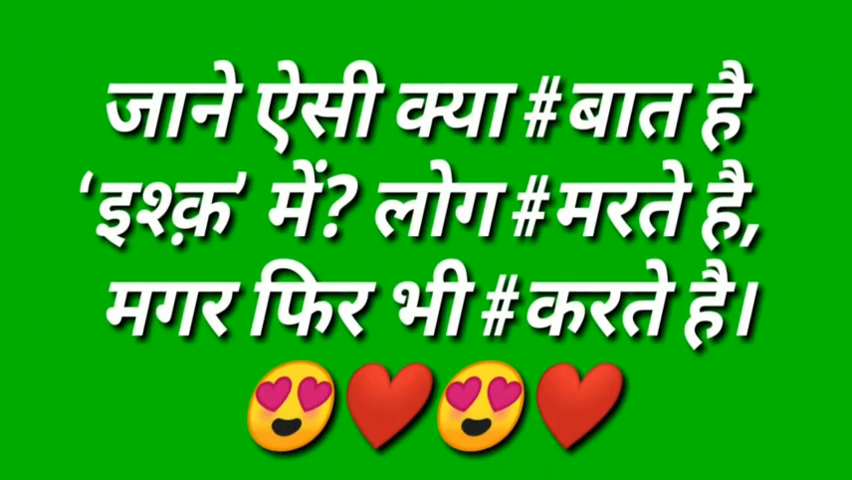 जाने ऐसी क्या #बात है
‘इश्क़’ में? लोग #मरते है,
मगर फिर भी #करते है।
😍❤️😍❤️